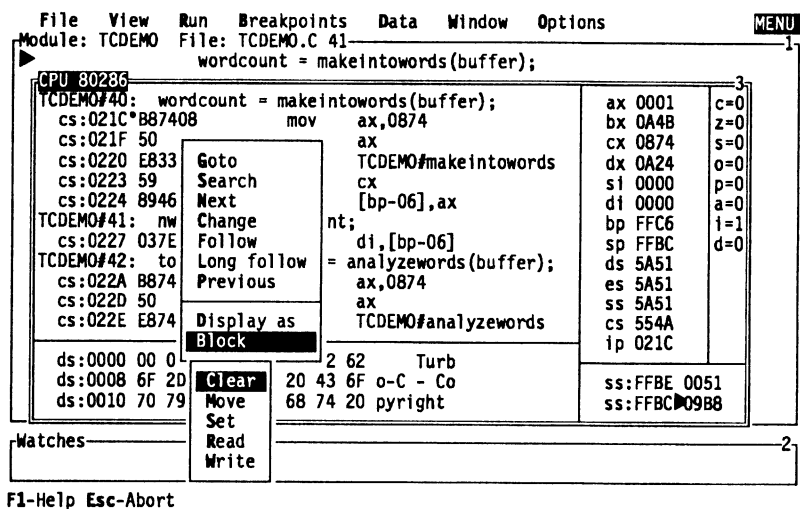 File View Run Breakpoints Data Window Options MENU
Module: TCDEMO File: TCDEMO.C 41 1
wordcount = makeintowords(buffer);
CPU 80286 3
TCDEMO#40: wordcount = makeintowords(buffer); ax 0001 c=0
cs:021C B87408 mov ax,0874 bx 0A4B z=0
cs:021F 50 ax cx 0874 s=0
cs:0220 E833 Goto TCDEMO#makeintowords dx 0A24 o=0
cs:0223 59 Search cx si 0000 p=0
cs:0224 8946 Next [bp-06],ax di 0000 a=0
TCDEMO#41: nw Change nt; bp FFC6 i=1
cs:0227 037E Follow di,[bp-06] sp FFBC d=0
TCDEMO#42: to Long follow = analyzewords(buffer); ds 5A51
cs:022A B874 Previous ax,0874 es 5A51
cs:022D 50 ax ss 5A51
cs:022E E874 Display as TCDEMO#analyzewords cs 554A
Block ip 021C
ds:0000 00 0 2 62 Turb
ds:0008 6F 2D Clear 20 43 6F o-C - Co ss:FFBE 0051
ds:0010 70 79 Move 68 74 20 pyright ss:FFBC 09B8
Set
Watches Read 2
Write
F1-Help Esc-Abort